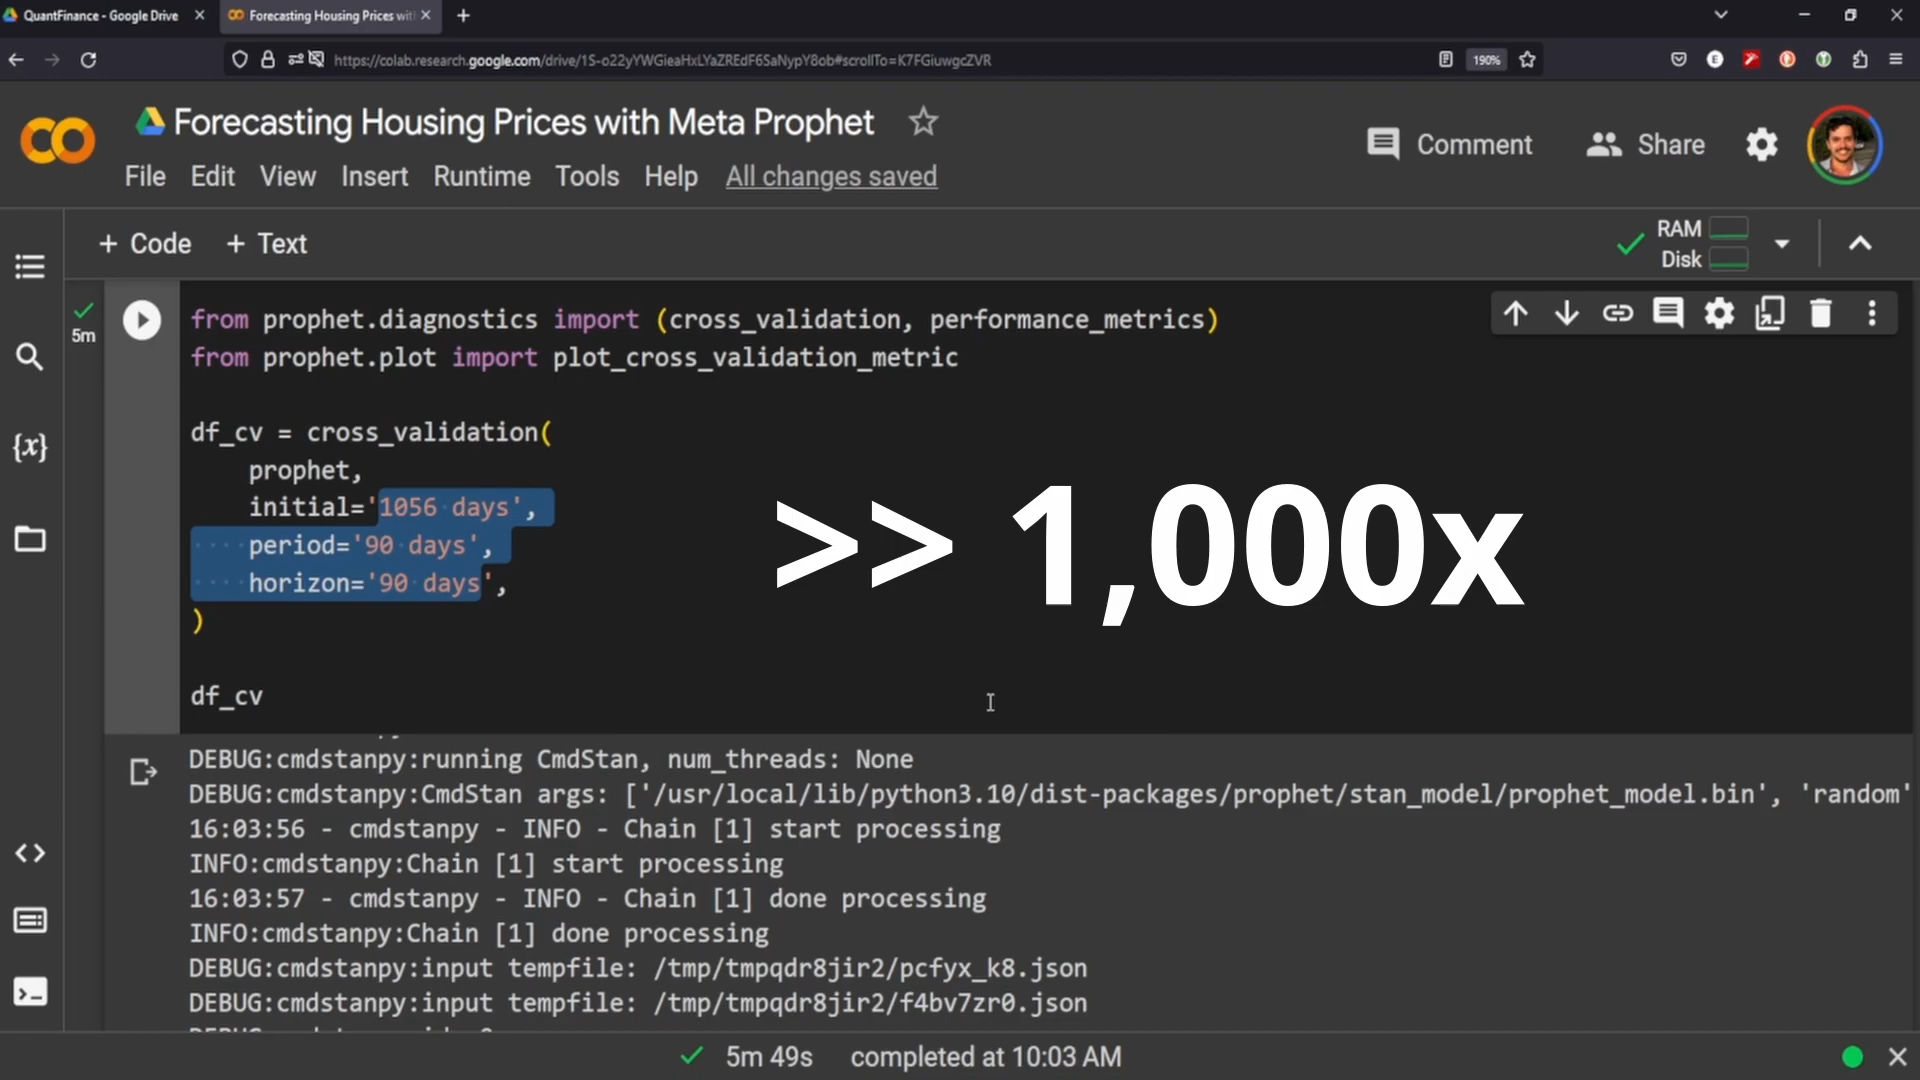 QuantFinance - Google Drive
Forecasting Housing Prices wit
https://colab.research.google.com/drive/1S-o22yYWGieaHxLYaZREdF6SaNypY8ob#scrollTo=K7FGiuwgcZVR
190%
Forecasting Housing Prices with Meta Prophet
Comment
Share
File Edit View Insert Runtime Tools Help All changes saved
+ Code + Text
RAM
Disk
5m
from prophet.diagnostics import (cross_validation, performance_metrics)
from prophet.plot import plot_cross_validation_metric
df_cv = cross_validation(
prophet,
initial='1056 days',
period='90 days',
horizon='90 days',
)
df_cv
>> 1,000x
DEBUG:cmdstanpy:running CmdStan, num_threads: None
DEBUG:cmdstanpy:CmdStan args: ['/usr/local/lib/python3.10/dist-packages/prophet/stan_model/prophet_model.bin', 'random'
16:03:56 - cmdstanpy - INFO - Chain [1] start processing
INFO:cmdstanpy:Chain [1] start processing
16:03:57 - cmdstanpy - INFO - Chain [1] done processing
INFO:cmdstanpy:Chain [1] done processing
DEBUG:cmdstanpy:input tempfile: /tmp/tmpqdr8jir2/pcfyx_k8.json
DEBUG:cmdstanpy:input tempfile: /tmp/tmpqdr8jir2/f4bv7zr0.json
5m 49s completed at 10:03 AM